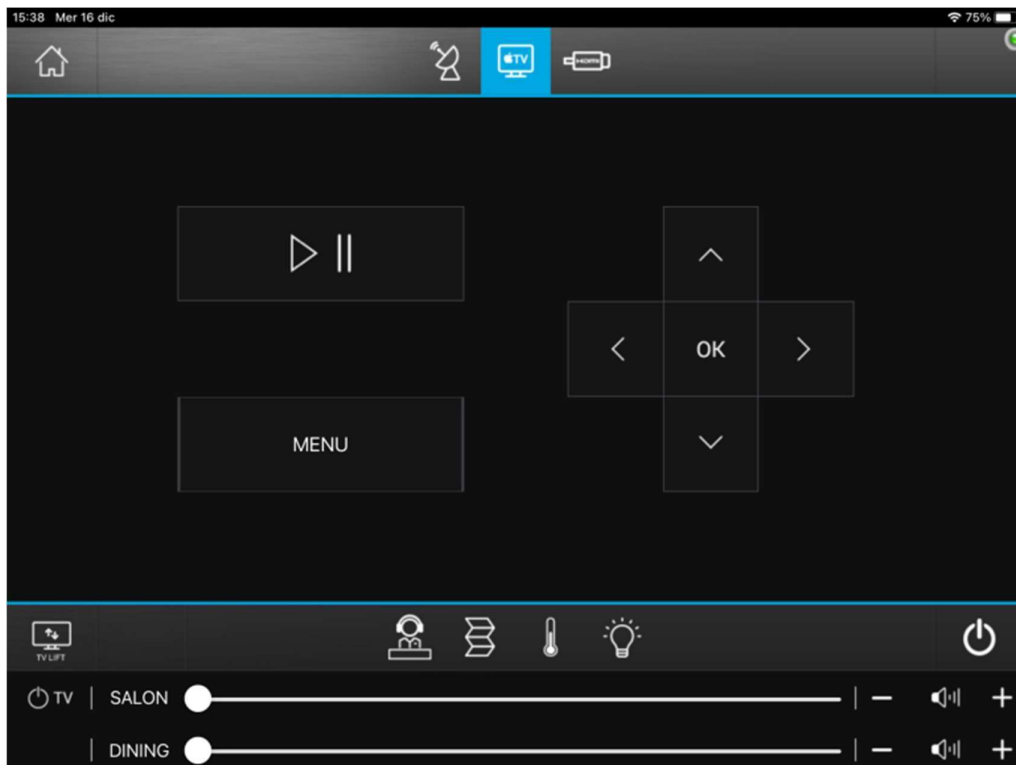 15:38 Mer 16 dic 75%
tv
HDMI
OK
MENU
TV LIFT
TV SALON
DINING